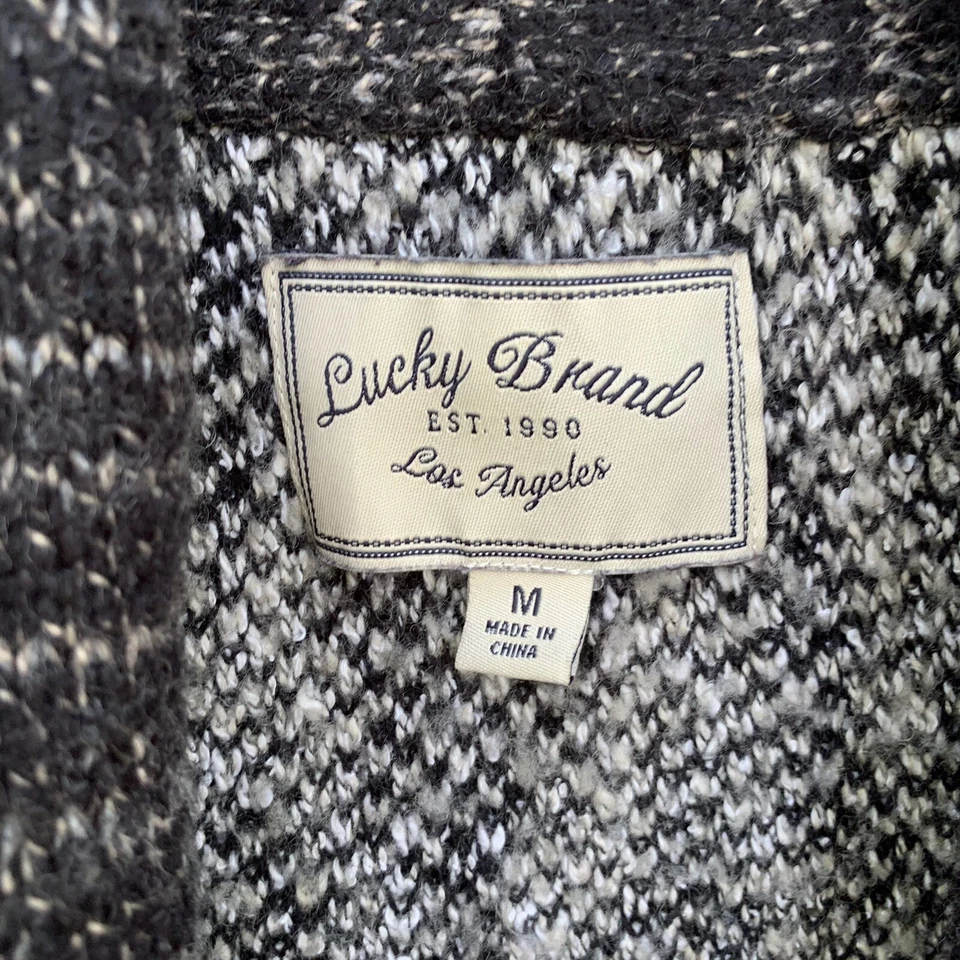 Lucky Brand
EST. 1990
Los Angeles
M
MADE IN
CHINA